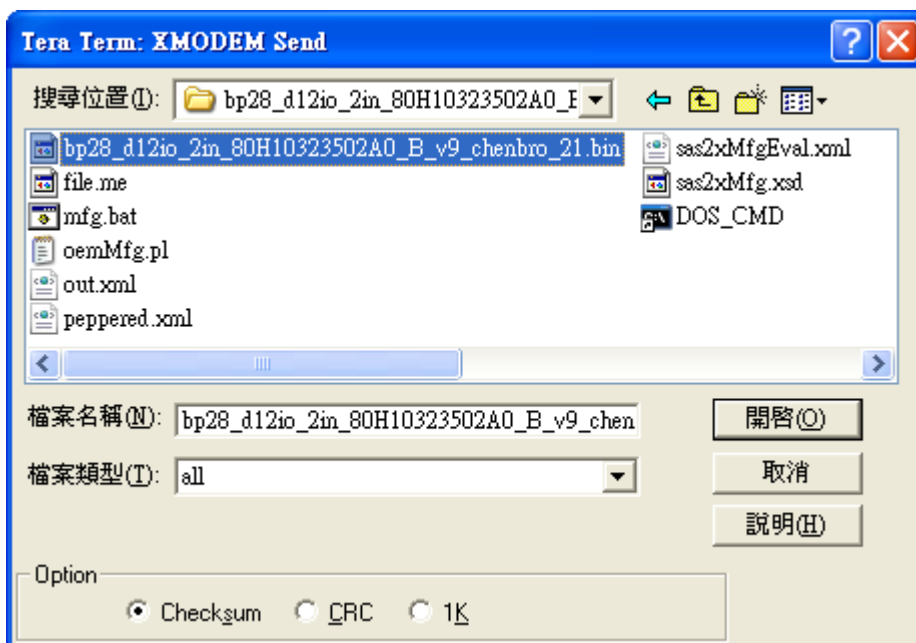 Tera Term: XMODEM Send
搜尋位置(I): bp28_d12io_2in_80H10323502A0_E
bp28_d12io_2in_80H10323502A0_B_v9_chenbro_21.bin
file.me
mfg.bat
oemMfg.pl
out.xml
peppered.xml
sas2xMfgEval.xml
sas2xMfg.xsd
DOS_CMD
檔案名稱(N): bp28_d12io_2in_80H10323502A0_B_v9_chen
開啓(O)
檔案類型(T): all
取消
說明(H)
Option
Checksum CRC 1K